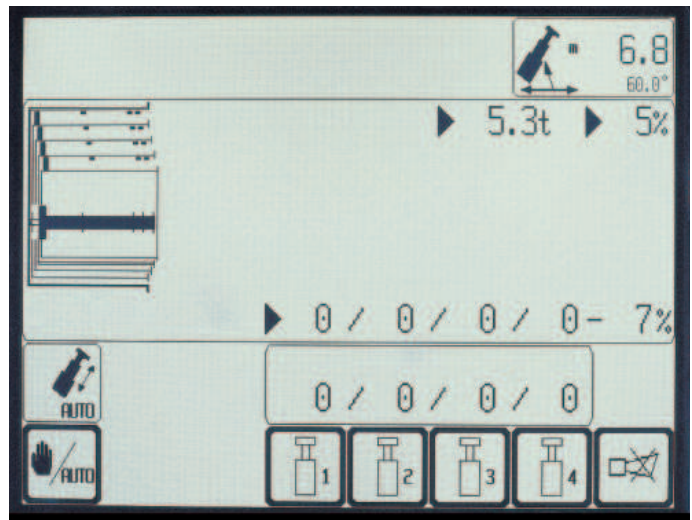 m 6.8
60.0°
5.3t 5%
0 / 0 / 0 / 0 - 7%
0 / 0 / 0 / 0
AUTO
/AUTO 1 2 3 4